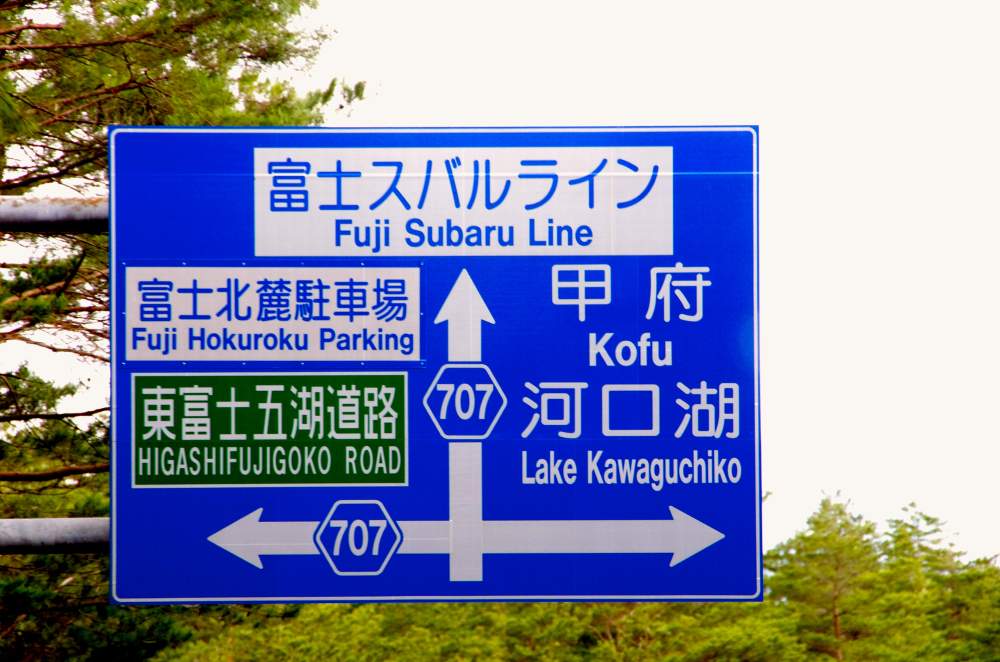 富士スバルライン
Fuji Subaru Line
富士北麓駐車場
Fuji Hokuroku Parking
東富士五湖道路
HIGASHIFUJIGOKO ROAD
707
707
甲府
Kofu
河口湖
Lake Kawaguchiko